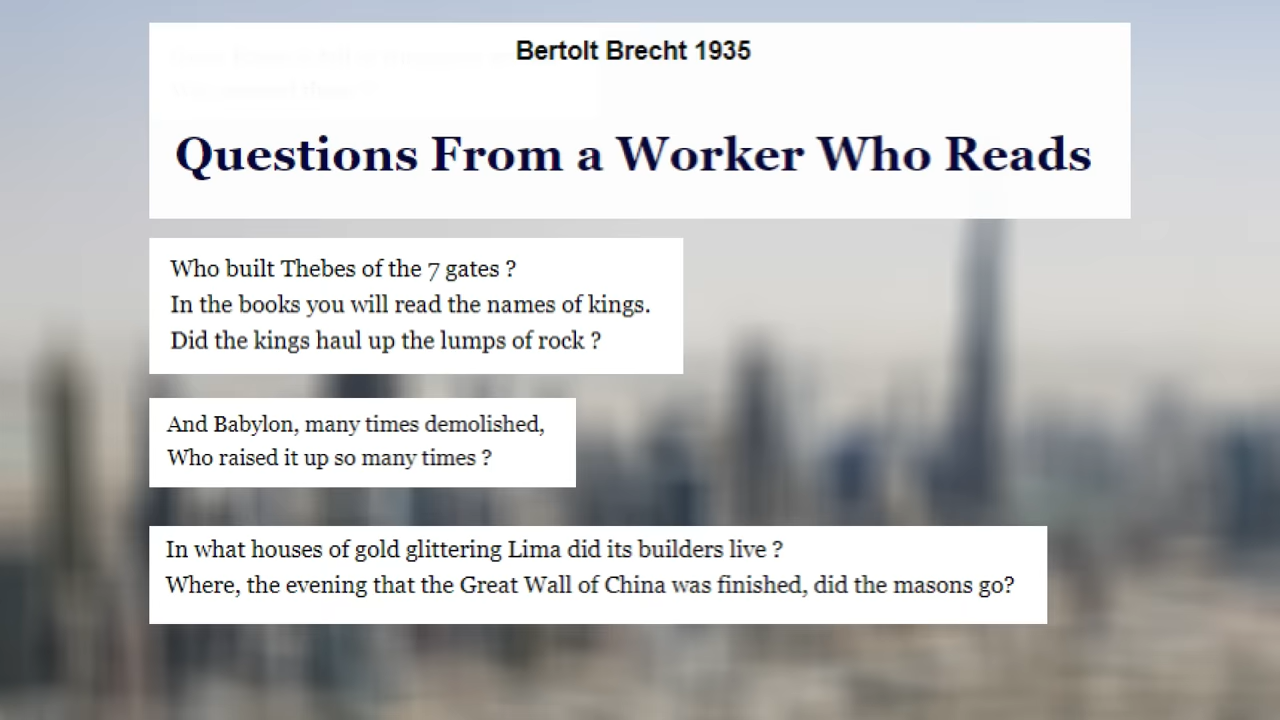 Bertolt Brecht 1935
Questions From a Worker Who Reads
Who built Thebes of the 7 gates ?
In the books you will read the names of kings.
Did the kings haul up the lumps of rock ?
And Babylon, many times demolished,
Who raised it up so many times ?
In what houses of gold glittering Lima did its builders live ?
Where, the evening that the Great Wall of China was finished, did the masons go?